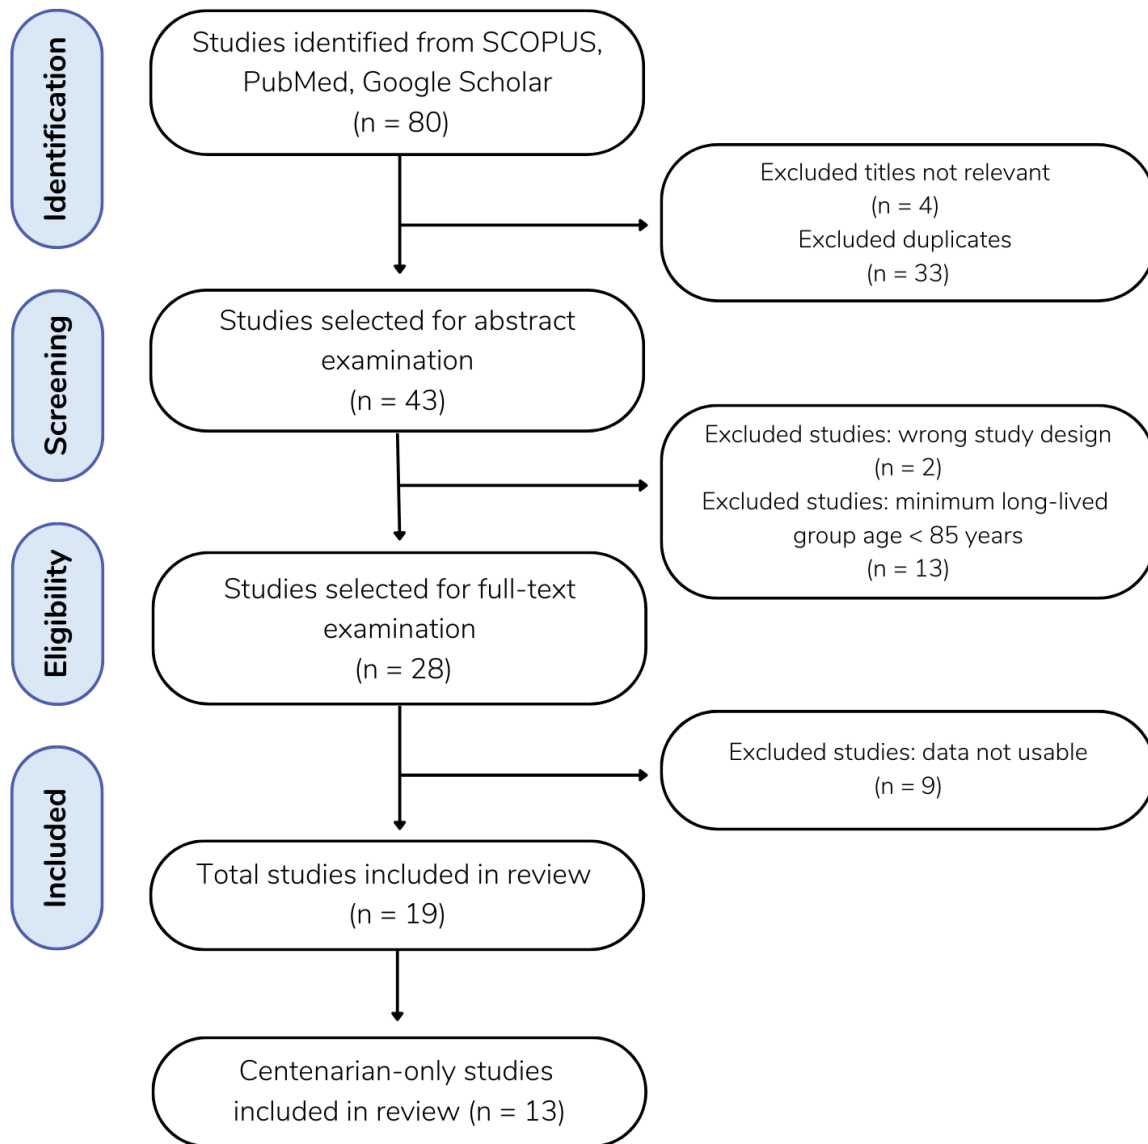 Identification
Studies identified from SCOPUS,
PubMed, Google Scholar
(n = 80)
Excluded titles not relevant
(n = 4)
Excluded duplicates
(n = 33)
Screening
Studies selected for abstract
examination
(n = 43)
Excluded studies: wrong study design
(n = 2)
Excluded studies: minimum long-lived
group age < 85 years
(n = 13)
Eligibility
Studies selected for full-text
examination
(n = 28)
Excluded studies: data not usable
(n = 9)
Included
Total studies included in review
(n = 19)
Centenarian-only studies
included in review (n = 13)